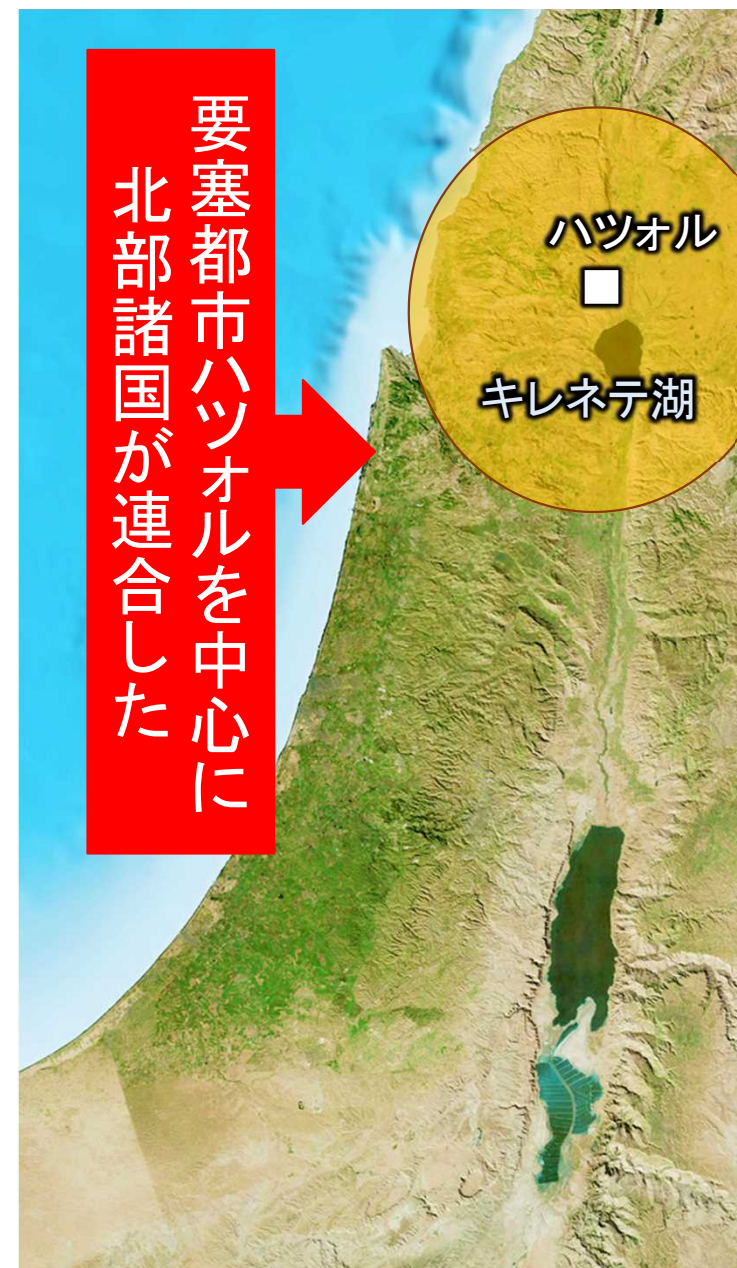 要塞都市ハツオルを中心に
北部諸国が連合した
ハツォル
キレネテ湖